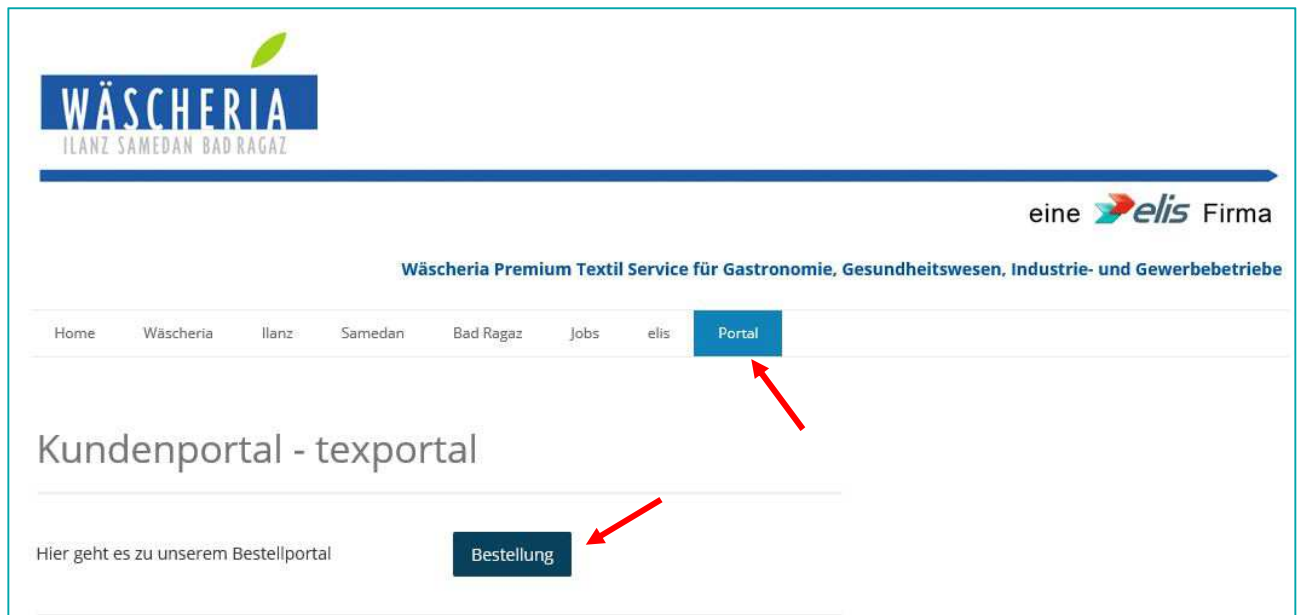 WÄSCHERIA
ILANZ SAMEDAN BAD RAGAZ
eine elis Firma
Wäscheria Premium Textil Service für Gastronomie, Gesundheitswesen, Industrie- und Gewerbebetriebe
Home Wäscheria Ilanz Samedan Bad Ragaz Jobs elis Portal
Kundenportal - texportal
Hier geht es zu unserem Bestellportal Bestellung